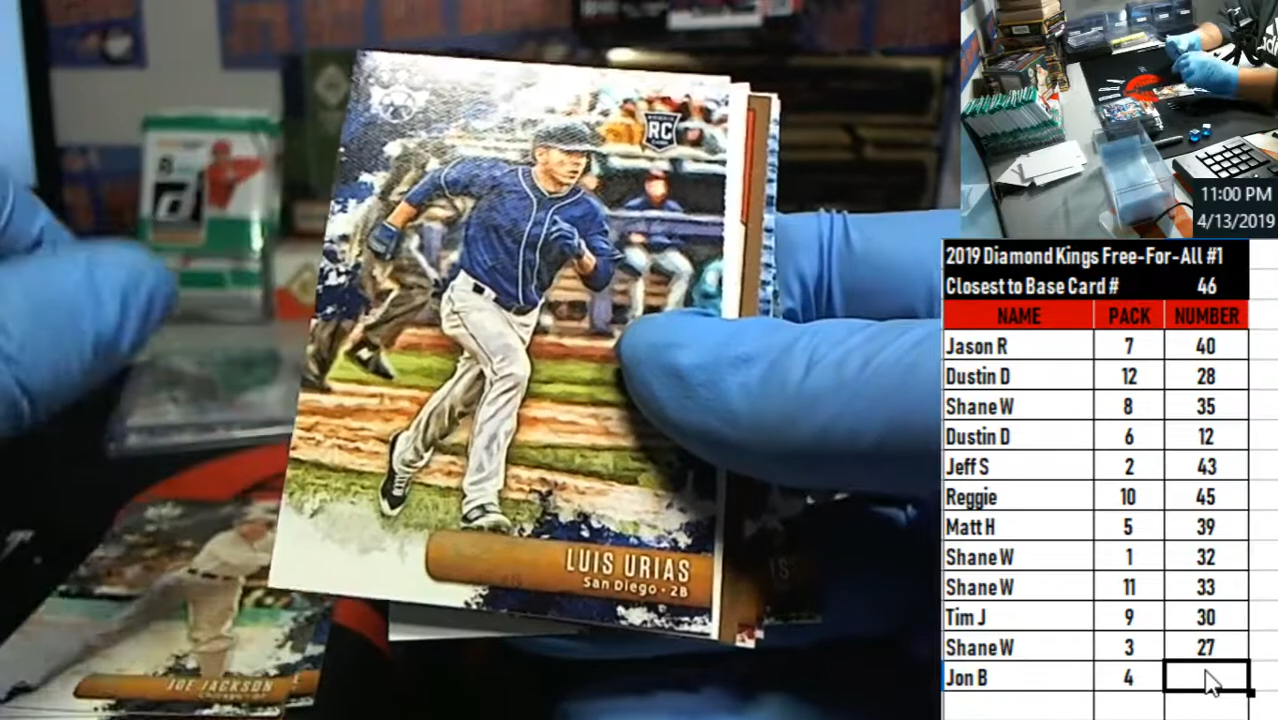 RC
LUIS URIAS
San Diego · 2B
JOE JACKSON
11:00 PM
4/13/2019
2019 Diamond Kings Free-For-All #1
Closest to Base Card # 46
NAME PACK NUMBER
Jason R 7 40
Dustin D 12 28
Shane W 8 35
Dustin D 6 12
Jeff S 2 43
Reggie 10 45
Matt H 5 39
Shane W 1 32
Shane W 11 33
Tim J 9 30
Shane W 3 27
Jon B 4